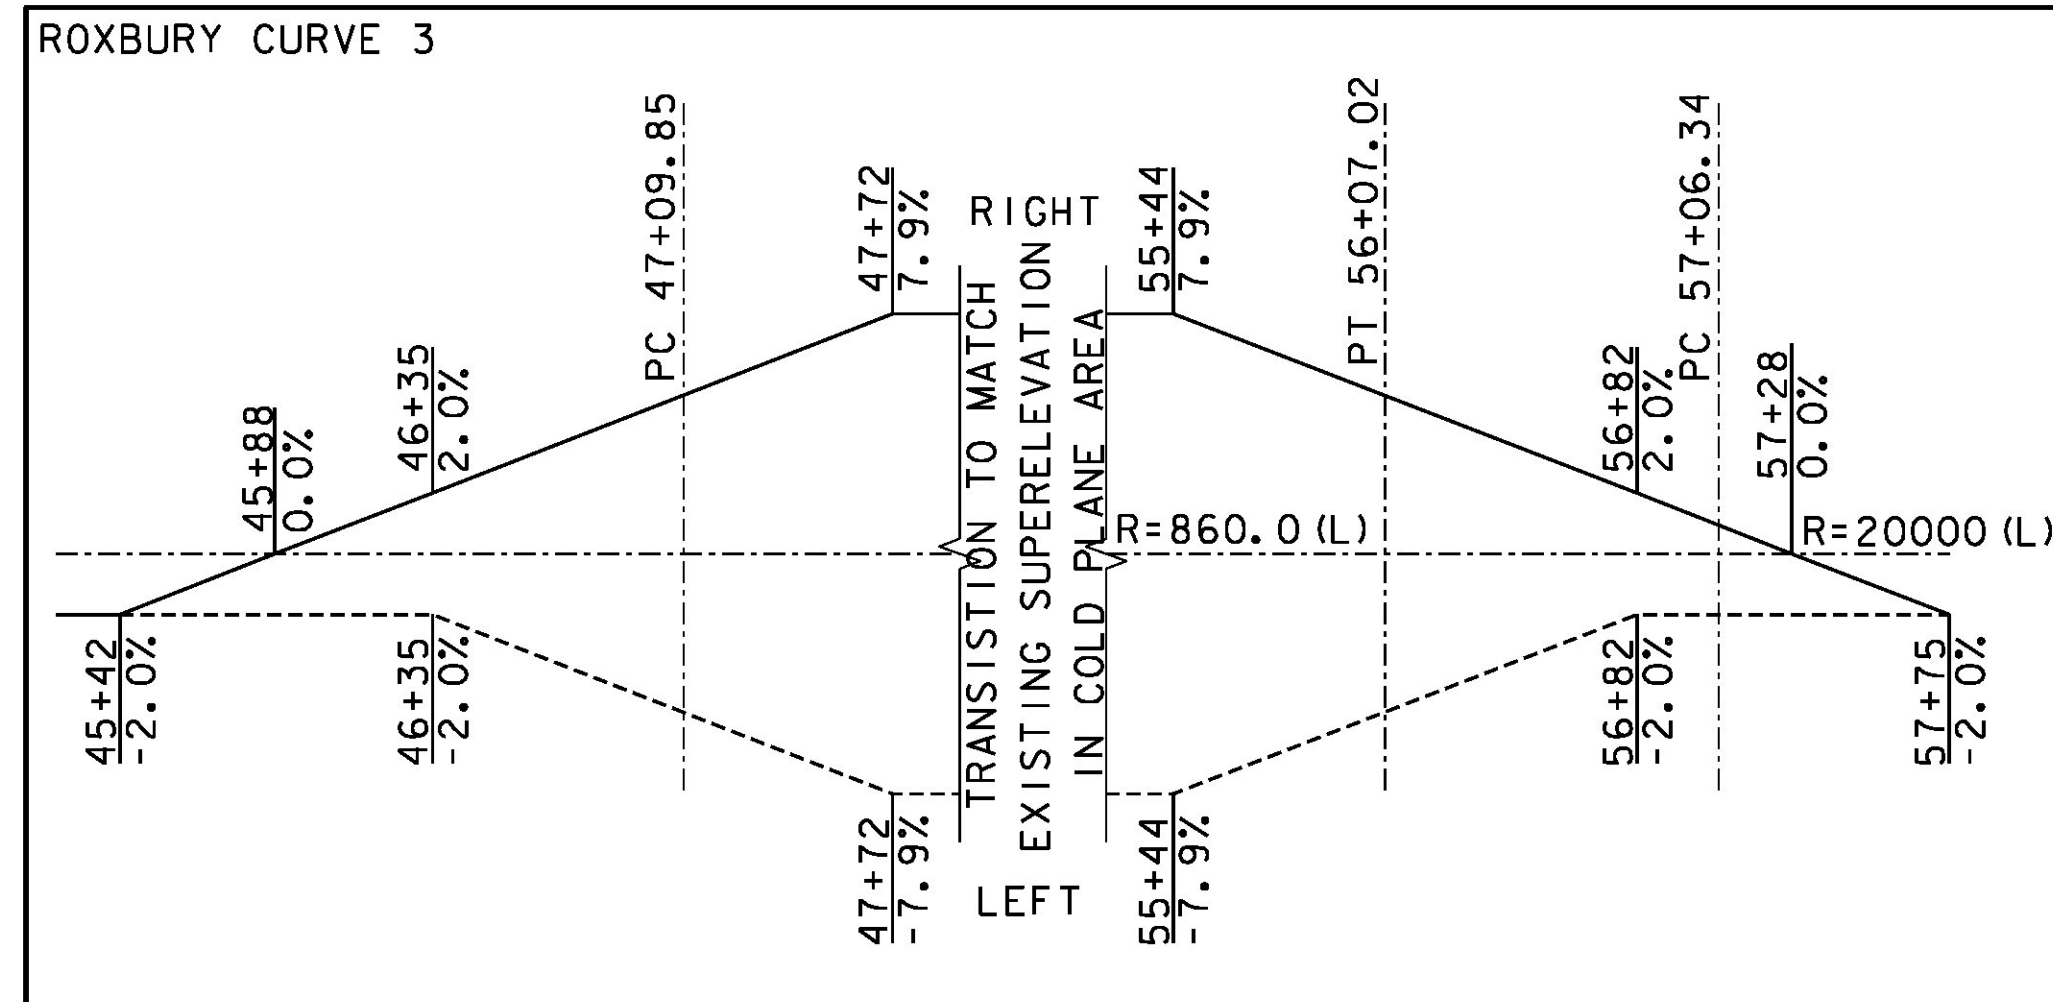 ROXBURY CURVE 3
45+88
0.0%
46+35
2.0%
PC 47+09.85
47+72
7.9%
RIGHT
55+44
7.9%
PT 56+07.02
56+82
2.0%
PC 57+06.34
57+28
0.0%
TRANSISTION TO MATCH
EXISTING SUPERELEVATION
IN COLD PLANE AREA
R=860.0 (L)
R=20000 (L)
45+42
-2.0%
46+35
-2.0%
47+72
-7.9%
LEFT
55+44
-7.9%
56+82
-2.0%
57+75
-2.0%